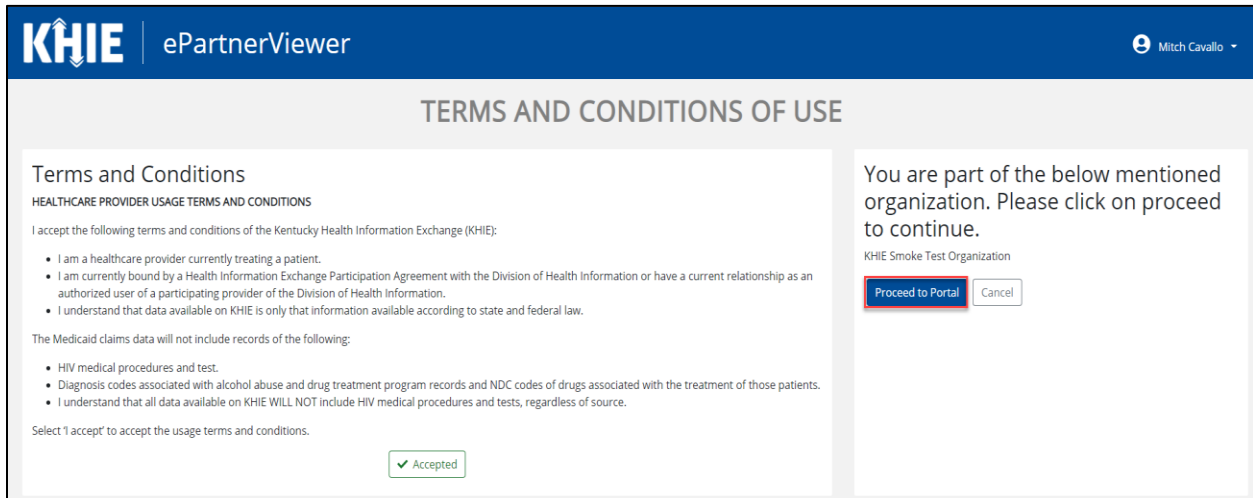 KHIE ePartnerViewer
Mitch Cavallo
TERMS AND CONDITIONS OF USE
Terms and Conditions
HEALTHCARE PROVIDER USAGE TERMS AND CONDITIONS
I accept the following terms and conditions of the Kentucky Health Information Exchange (KHIE):
• I am a healthcare provider currently treating a patient.
• I am currently bound by a Health Information Exchange Participation Agreement with the Division of Health Information or have a current relationship as an
authorized user of a participating provider of the Division of Health Information.
• I understand that data available on KHIE is only that information available according to state and federal law.
The Medicaid claims data will not include records of the following:
• HIV medical procedures and test.
• Diagnosis codes associated with alcohol abuse and drug treatment program records and NDC codes of drugs associated with the treatment of those patients.
• I understand that all data available on KHIE WILL NOT include HIV medical procedures and tests, regardless of source.
Select 'I accept' to accept the usage terms and conditions.
✓ Accepted
You are part of the below mentioned
organization. Please click on proceed
to continue.
KHIE Smoke Test Organization
Proceed to Portal Cancel